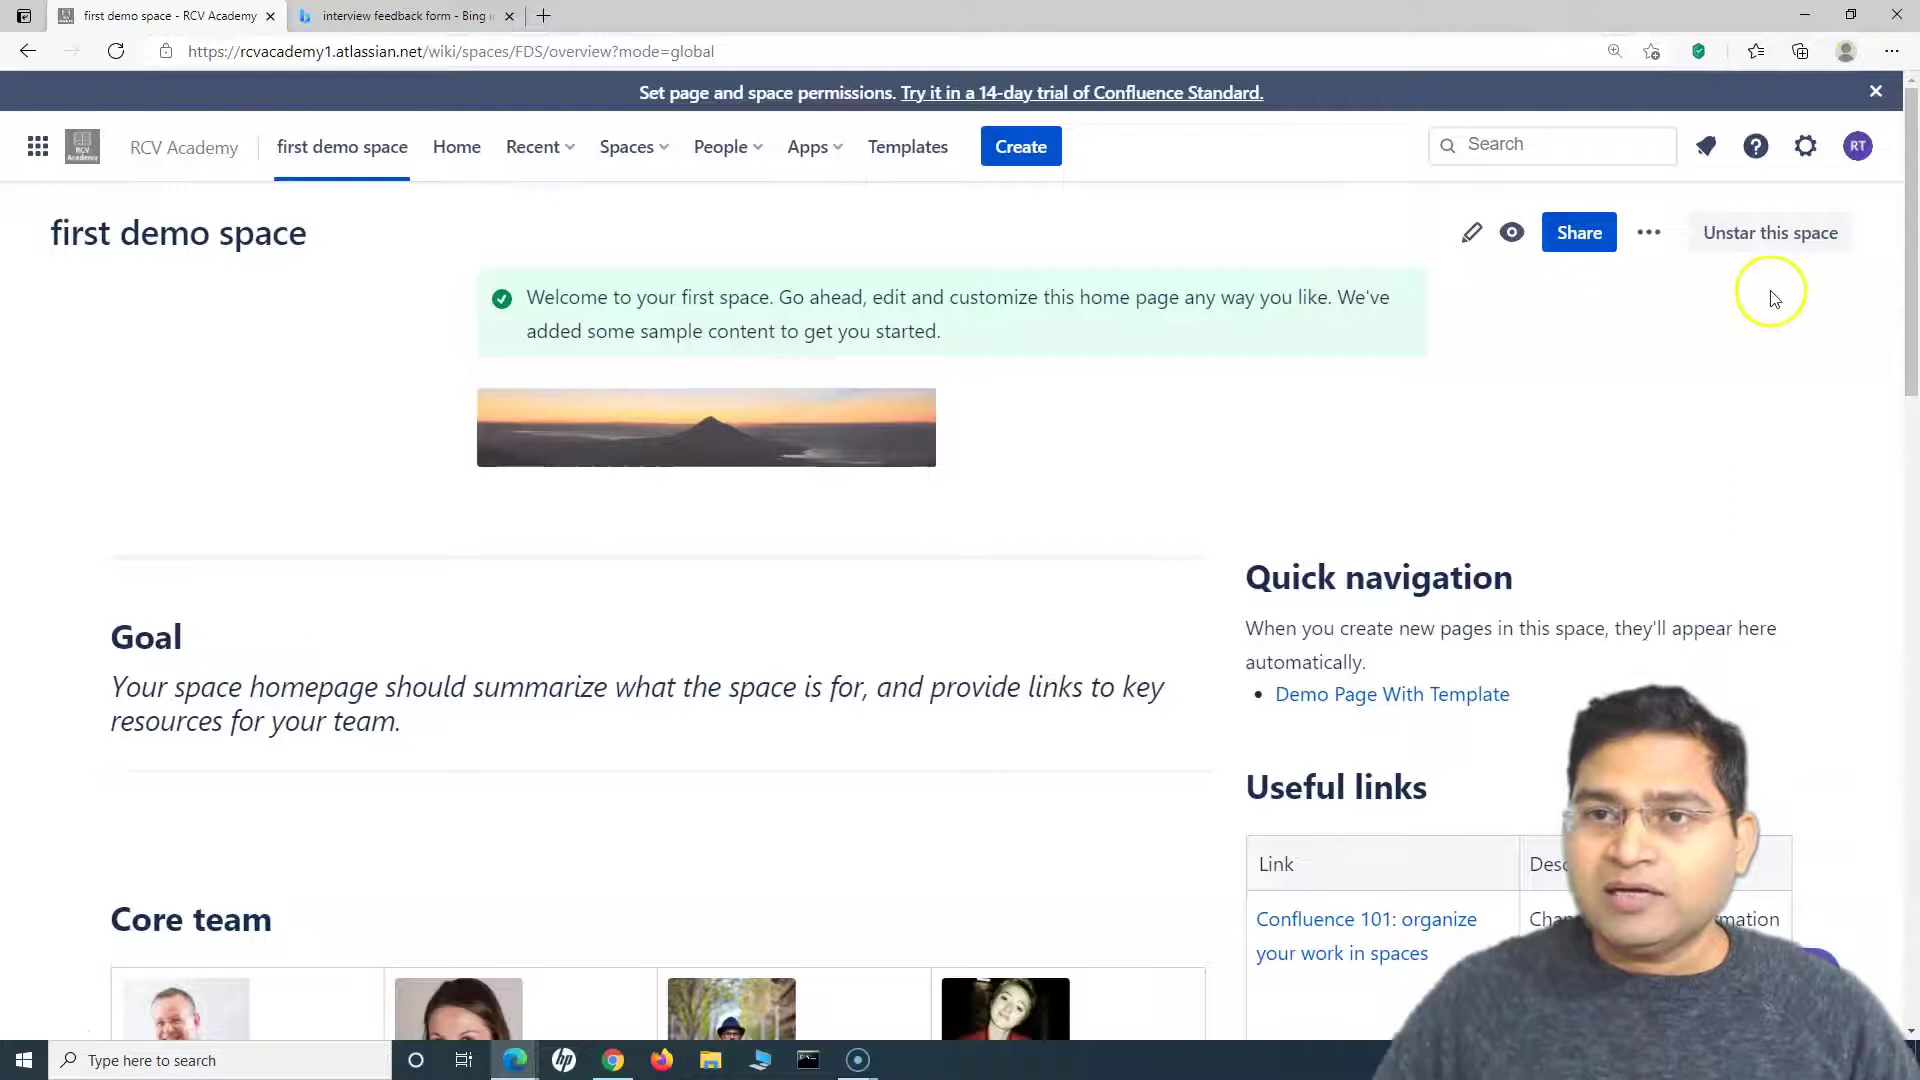 first demo space - RCV Academy
interview feedback form - Bing
https://rcvacademy1.atlassian.net/wiki/spaces/FDS/overview?mode=global
Set page and space permissions. Try it in a 14-day trial of Confluence Standard.
RCV Academy
RCV Academy first demo space Home Recent Spaces People Apps Templates Create Search RT
first demo space
Share
Unstar this space
Welcome to your first space. Go ahead, edit and customize this home page any way you like. We've
added some sample content to get you started.
Goal
Your space homepage should summarize what the space is for, and provide links to key
resources for your team.
Core team
Quick navigation
When you create new pages in this space, they'll appear here
automatically.
• Demo Page With Template
Useful links
Link
Confluence 101: organize
your work in spaces
Type here to search
hp